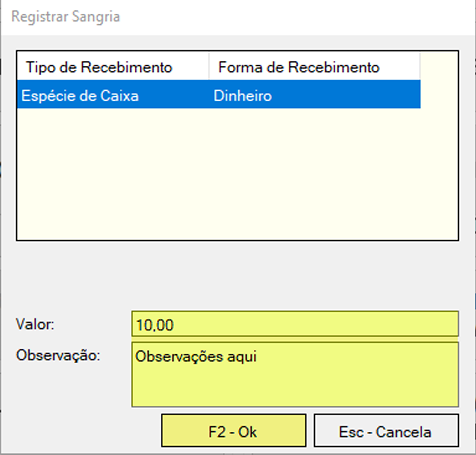 Registrar Sangria
Tipo de Recebimento Forma de Recebimento
Espécie de Caixa Dinheiro
Valor: 10,00
Observação: Observações aqui
F2 - Ok Esc - Cancela